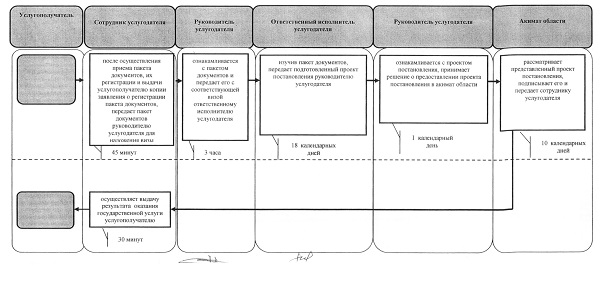 Услугополучатель
Сотрудник услугодателя
Руководитель
услугодателя
Ответственный исполнитель
услугодателя
Руководитель услугодателя
Акимат области
после осуществления
приема пакета
документов, их
регистрации и выдачи
услугополучателю копии
заявления о регистрации
пакета документов,
передает пакет
документов
руководителю
услугодателя для
наложения визы
45 минут
ознакамливается
с пакетом
документов и
передает его с
соответствующей
визой ответственному
исполнителю
услугодателя
3 часа
изучив пакет документов,
передает подготовленный проект
постановления руководителю
услугодателя
18 календарных
дней
ознакамливается с проектом
постановления, принимает
решение о предоставлении проекта
постановления в акимат области
1 календарный
день
рассматривает
представленный проект
постановления,
подписывает его и
передает сотруднику
услугодателя
10 календарных
дней
осуществляет выдачу
результата оказания
государственной услуги
услугополучателю
30 минут